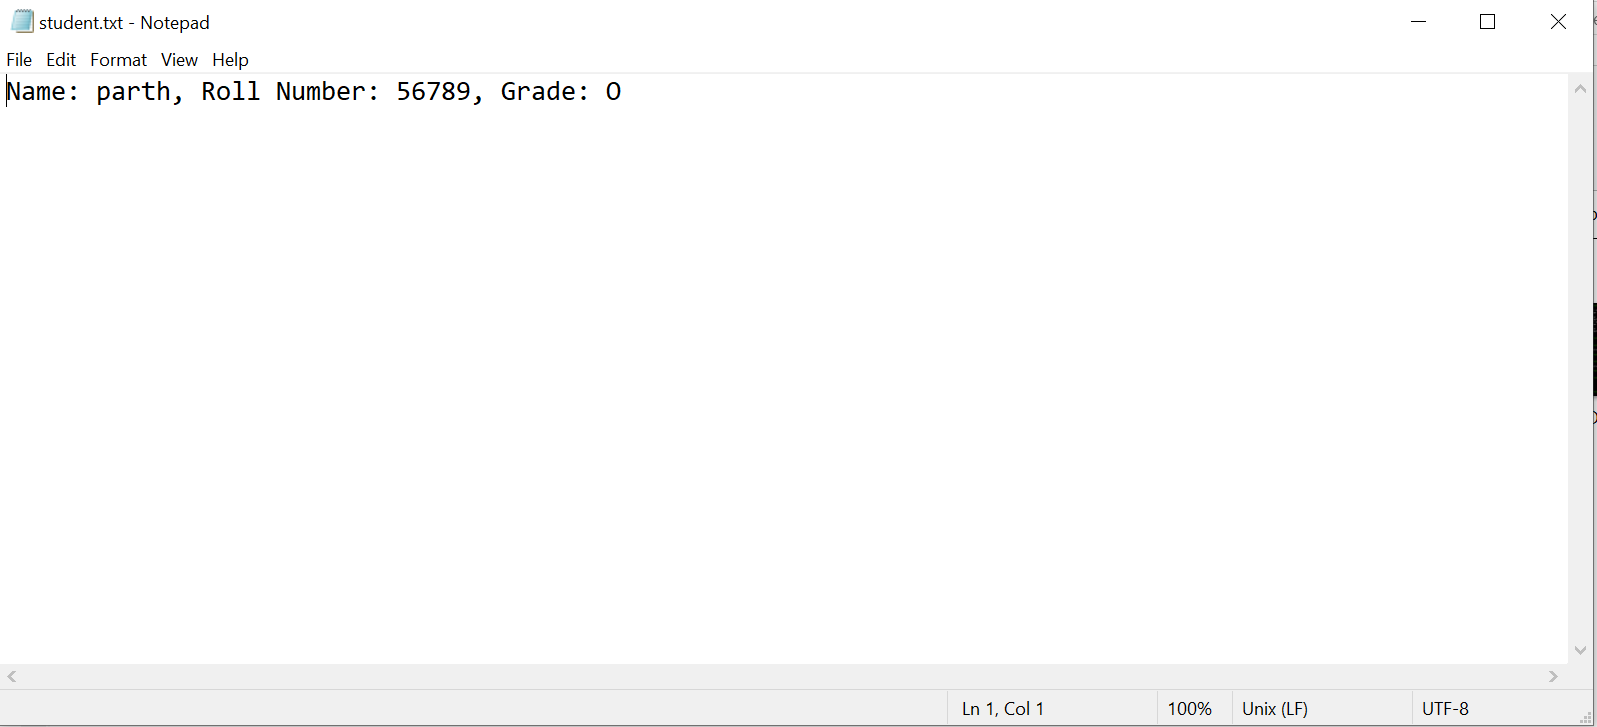 student.txt - Notepad
File Edit Format View Help
Name: parth, Roll Number: 56789, Grade: O
Ln 1, Col 1 100% Unix (LF) UTF-8